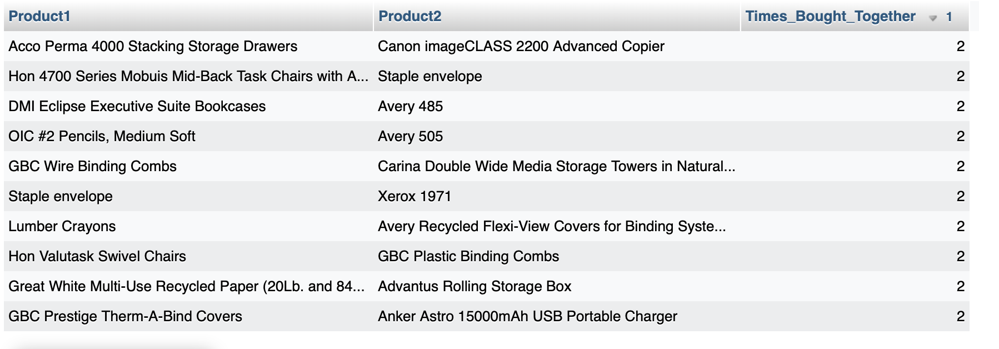 Product1 Product2 Times_Bought_Together 1
Acco Perma 4000 Stacking Storage Drawers Canon imageCLASS 2200 Advanced Copier 2
Hon 4700 Series Mobuis Mid-Back Task Chairs with A... Staple envelope 2
DMI Eclipse Executive Suite Bookcases Avery 485 2
OIC #2 Pencils, Medium Soft Avery 505 2
GBC Wire Binding Combs Carina Double Wide Media Storage Towers in Natural... 2
Staple envelope Xerox 1971 2
Lumber Crayons Avery Recycled Flexi-View Covers for Binding Syste... 2
Hon Valutask Swivel Chairs GBC Plastic Binding Combs 2
Great White Multi-Use Recycled Paper (20Lb. and 84... Advantus Rolling Storage Box 2
GBC Prestige Therm-A-Bind Covers Anker Astro 15000mAh USB Portable Charger 2